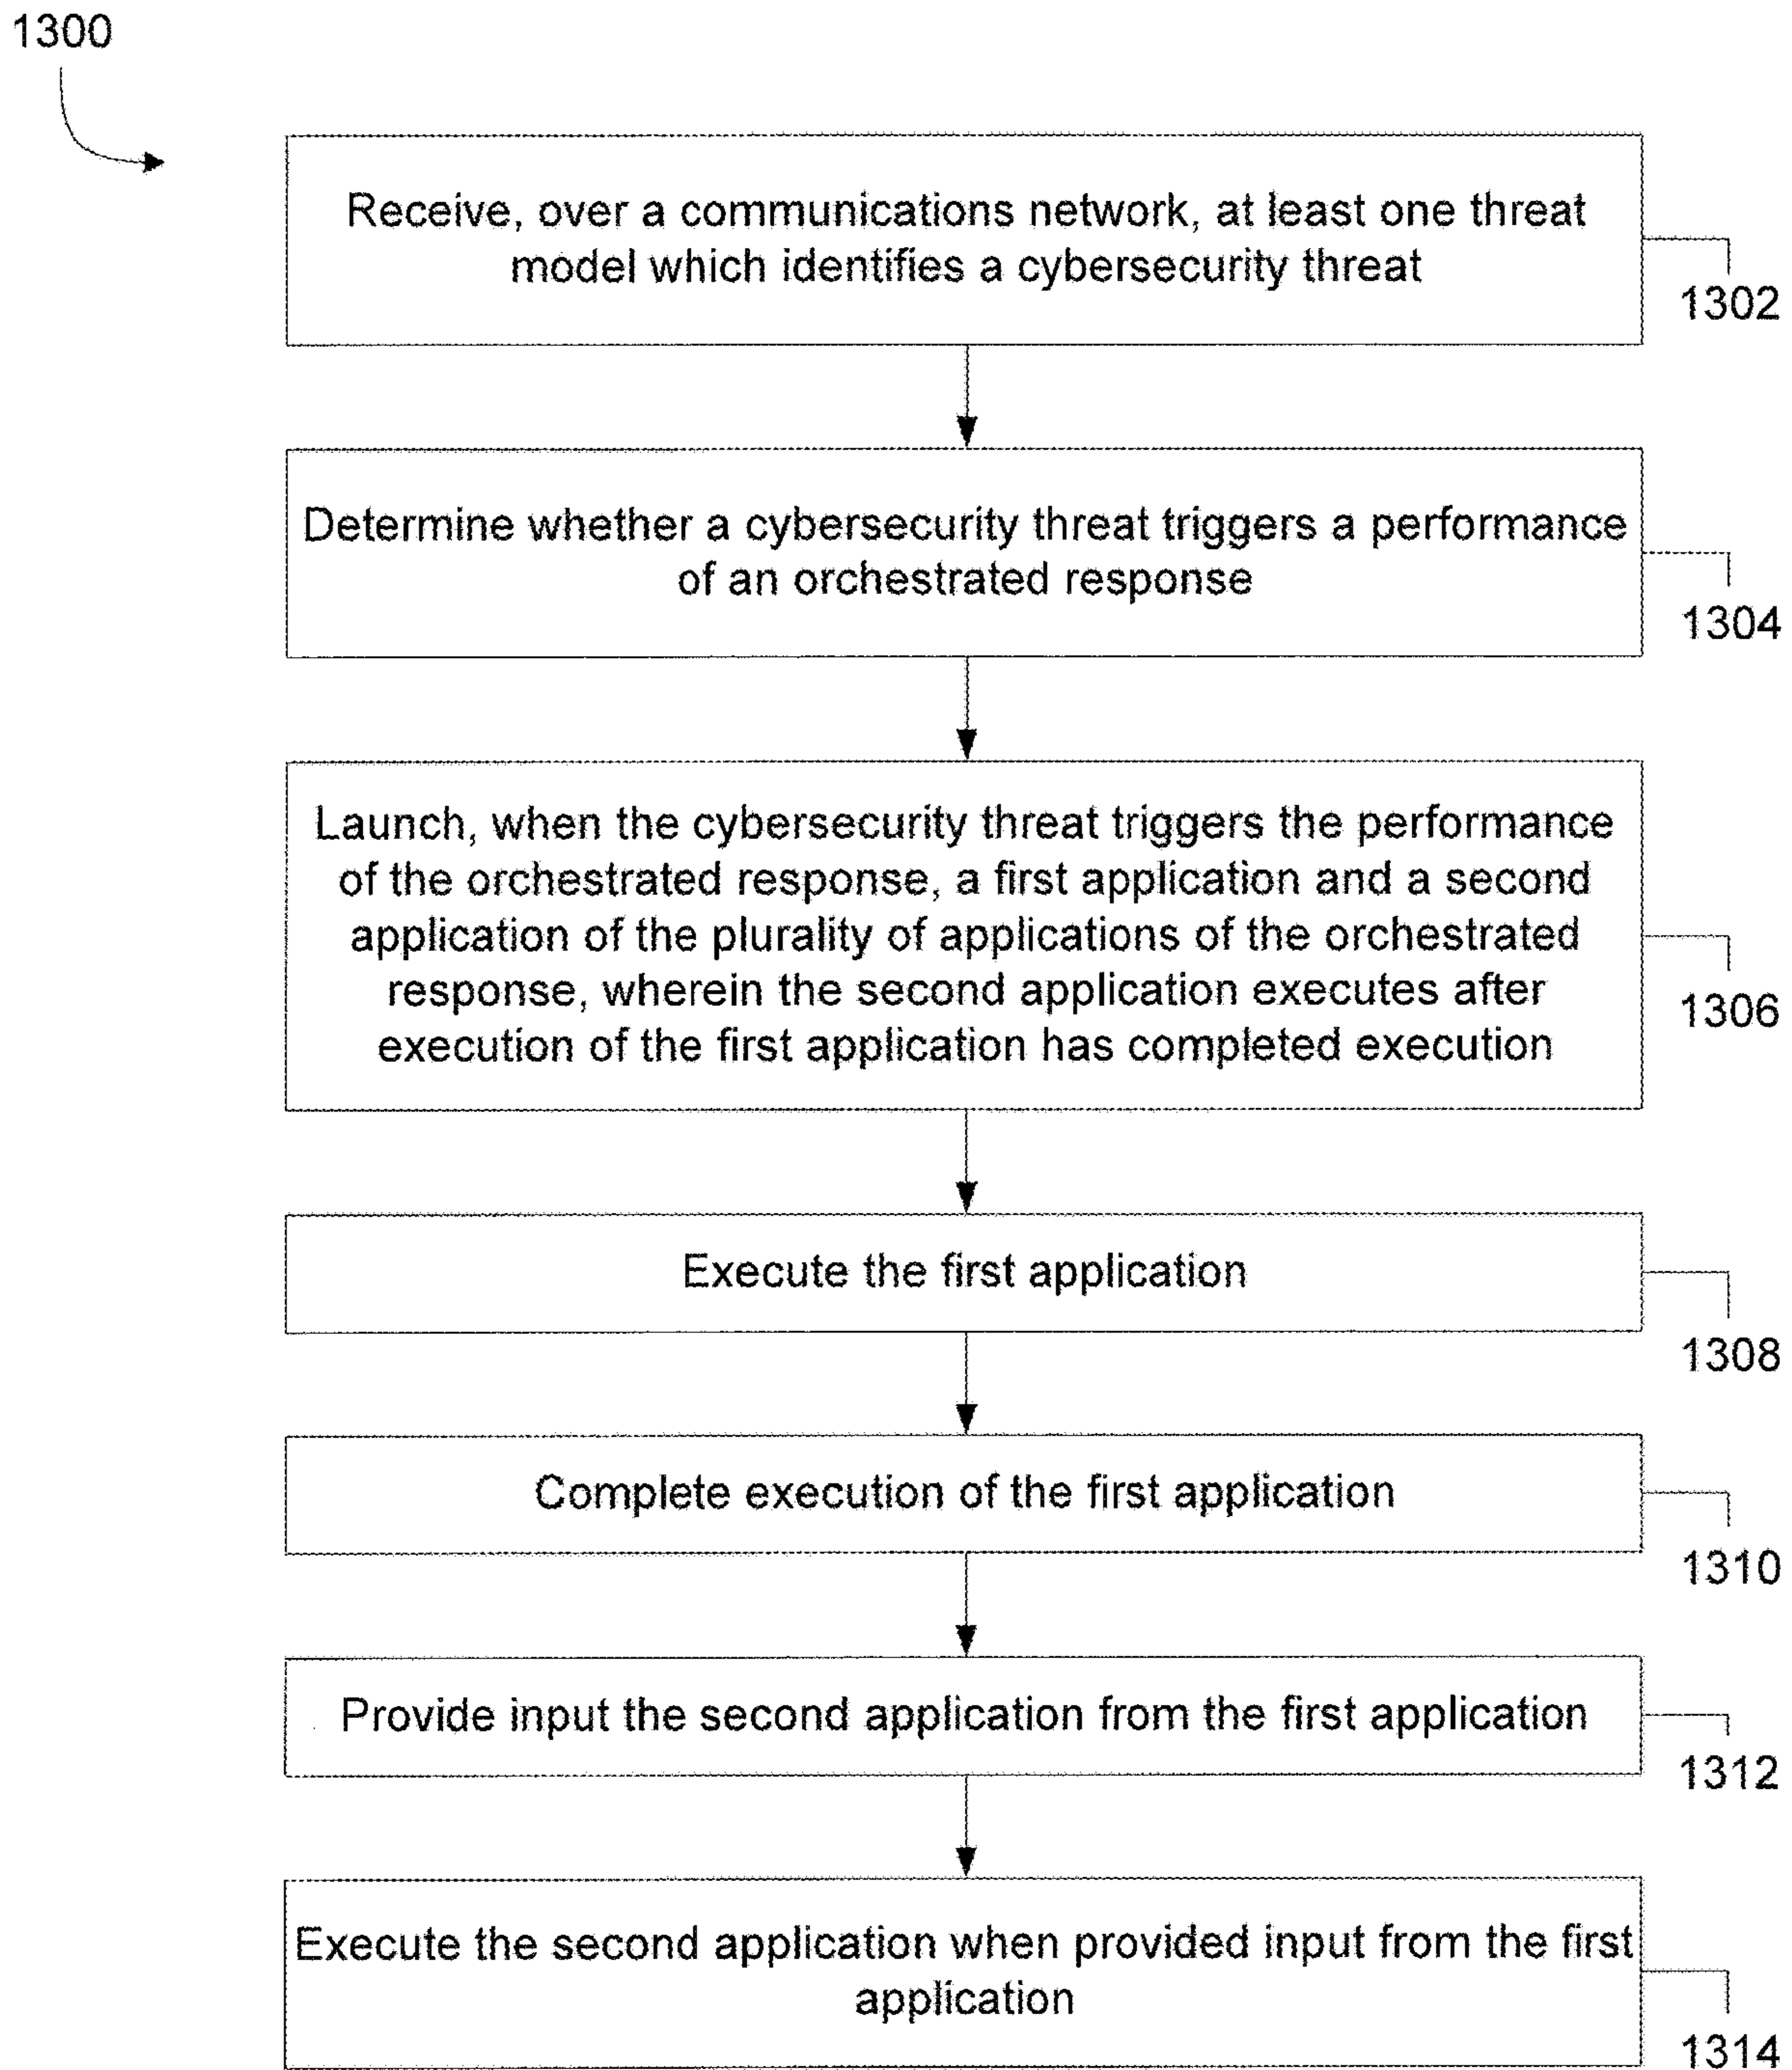 1300
Receive, over a communications network, at least one threat
model which identifies a cybersecurity threat
1302
Determine whether a cybersecurity threat triggers a performance
of an orchestrated response
1304
Launch, when the cybersecurity threat triggers the performance
of the orchestrated response, a first application and a second
application of the plurality of applications of the orchestrated
response, wherein the second application executes after
execution of the first application has completed execution
1306
Execute the first application
1308
Complete execution of the first application
1310
Provide input the second application from the first application
1312
Execute the second application when provided input from the first
application
1314